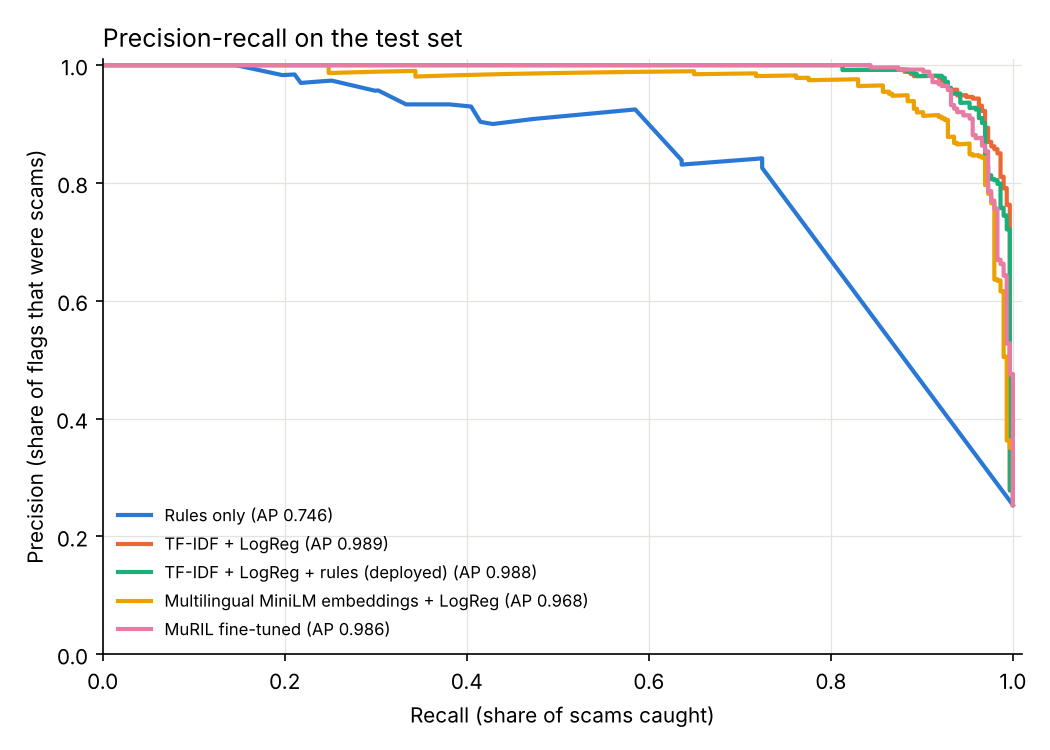 Precision-recall on the test set
Precision (share of flags that were scams)
1.0
0.8
0.6
0.4
0.2
0.0
Rules only (AP 0.746)
TF-IDF + LogReg (AP 0.989)
TF-IDF + LogReg + rules (deployed) (AP 0.988)
Multilingual MiniLM embeddings + LogReg (AP 0.968)
MuRIL fine-tuned (AP 0.986)
0.0 0.2 0.4 0.6 0.8 1.0
Recall (share of scams caught)